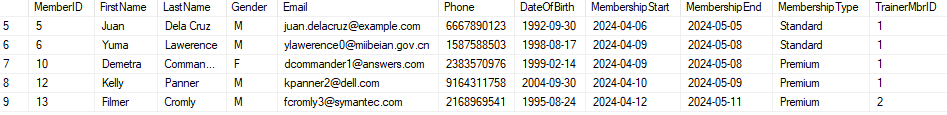 MemberID FirstName LastName Gender Email Phone DateOfBirth MembershipStart MembershipEnd MembershipType TrainerMbrID
5 5 Juan Dela Cruz M juan.delacruz@example.com 6667890123 1992-09-30 2024-04-06 2024-05-05 Standard 1
6 6 Yuma Lawerence M ylawerence0@miibeian.gov.cn 1587588503 1998-08-17 2024-04-09 2024-05-08 Standard 1
7 10 Demetra Comman... F dcommander1@answers.com 2383570976 1999-02-14 2024-04-09 2024-05-08 Premium 1
8 12 Kelly Panner M kpanner2@dell.com 9164311758 2004-09-30 2024-04-10 2024-05-09 Premium 1
9 13 Filmer Cromly M fcromly3@symantec.com 2168969541 1995-08-24 2024-04-12 2024-05-11 Premium 2